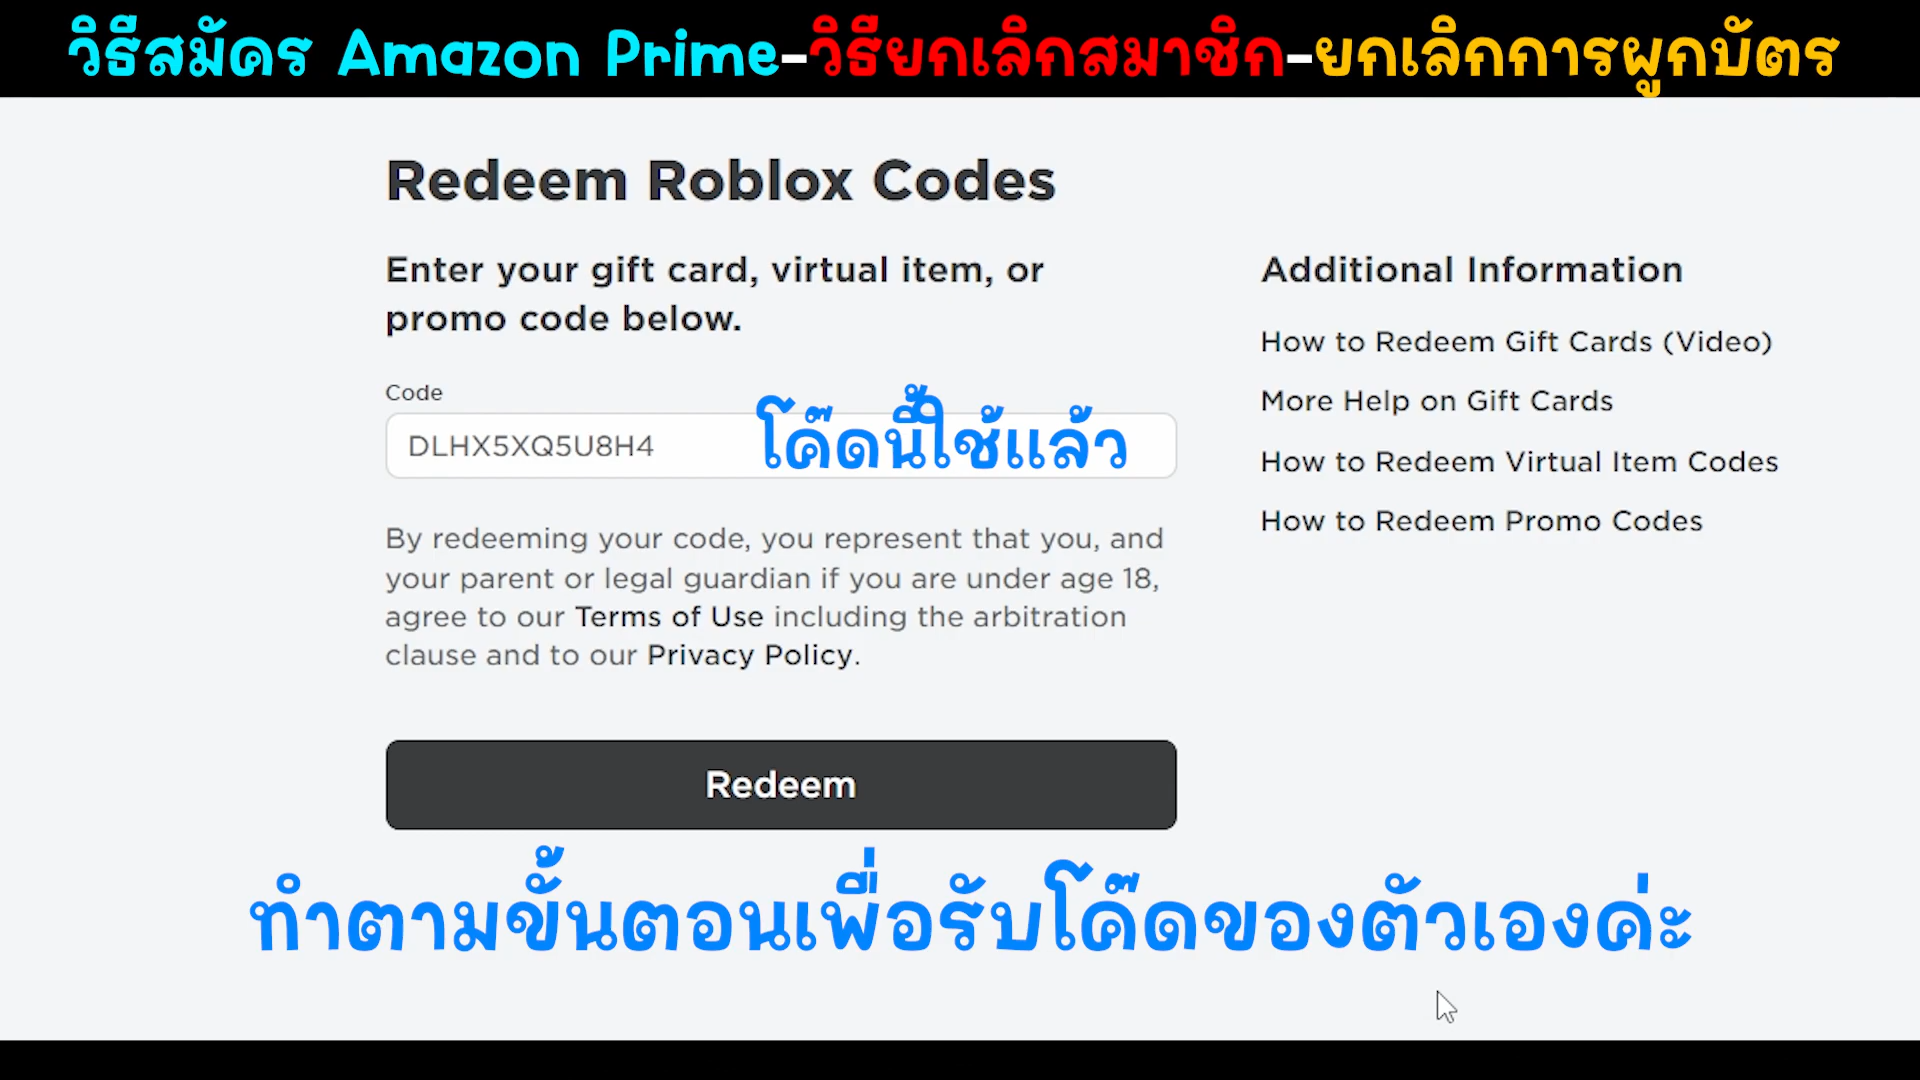 วิธีสมัคร Amazon Prime-วิธียกเลิกสมาชิก-ยกเลิกการผูกบัตร
Redeem Roblox Codes
Enter your gift card, virtual item, or
promo code below.
Code
DLHX5XQ5U8H4
โค๊ดนี้ใช้แล้ว
By redeeming your code, you represent that you, and
your parent or legal guardian if you are under age 18,
agree to our Terms of Use including the arbitration
clause and to our Privacy Policy.
Redeem
Additional Information
How to Redeem Gift Cards (Video)
More Help on Gift Cards
How to Redeem Virtual Item Codes
How to Redeem Promo Codes
ทำตามขั้นตอนเพื่อรับโค๊ดของตัวเองค่ะ